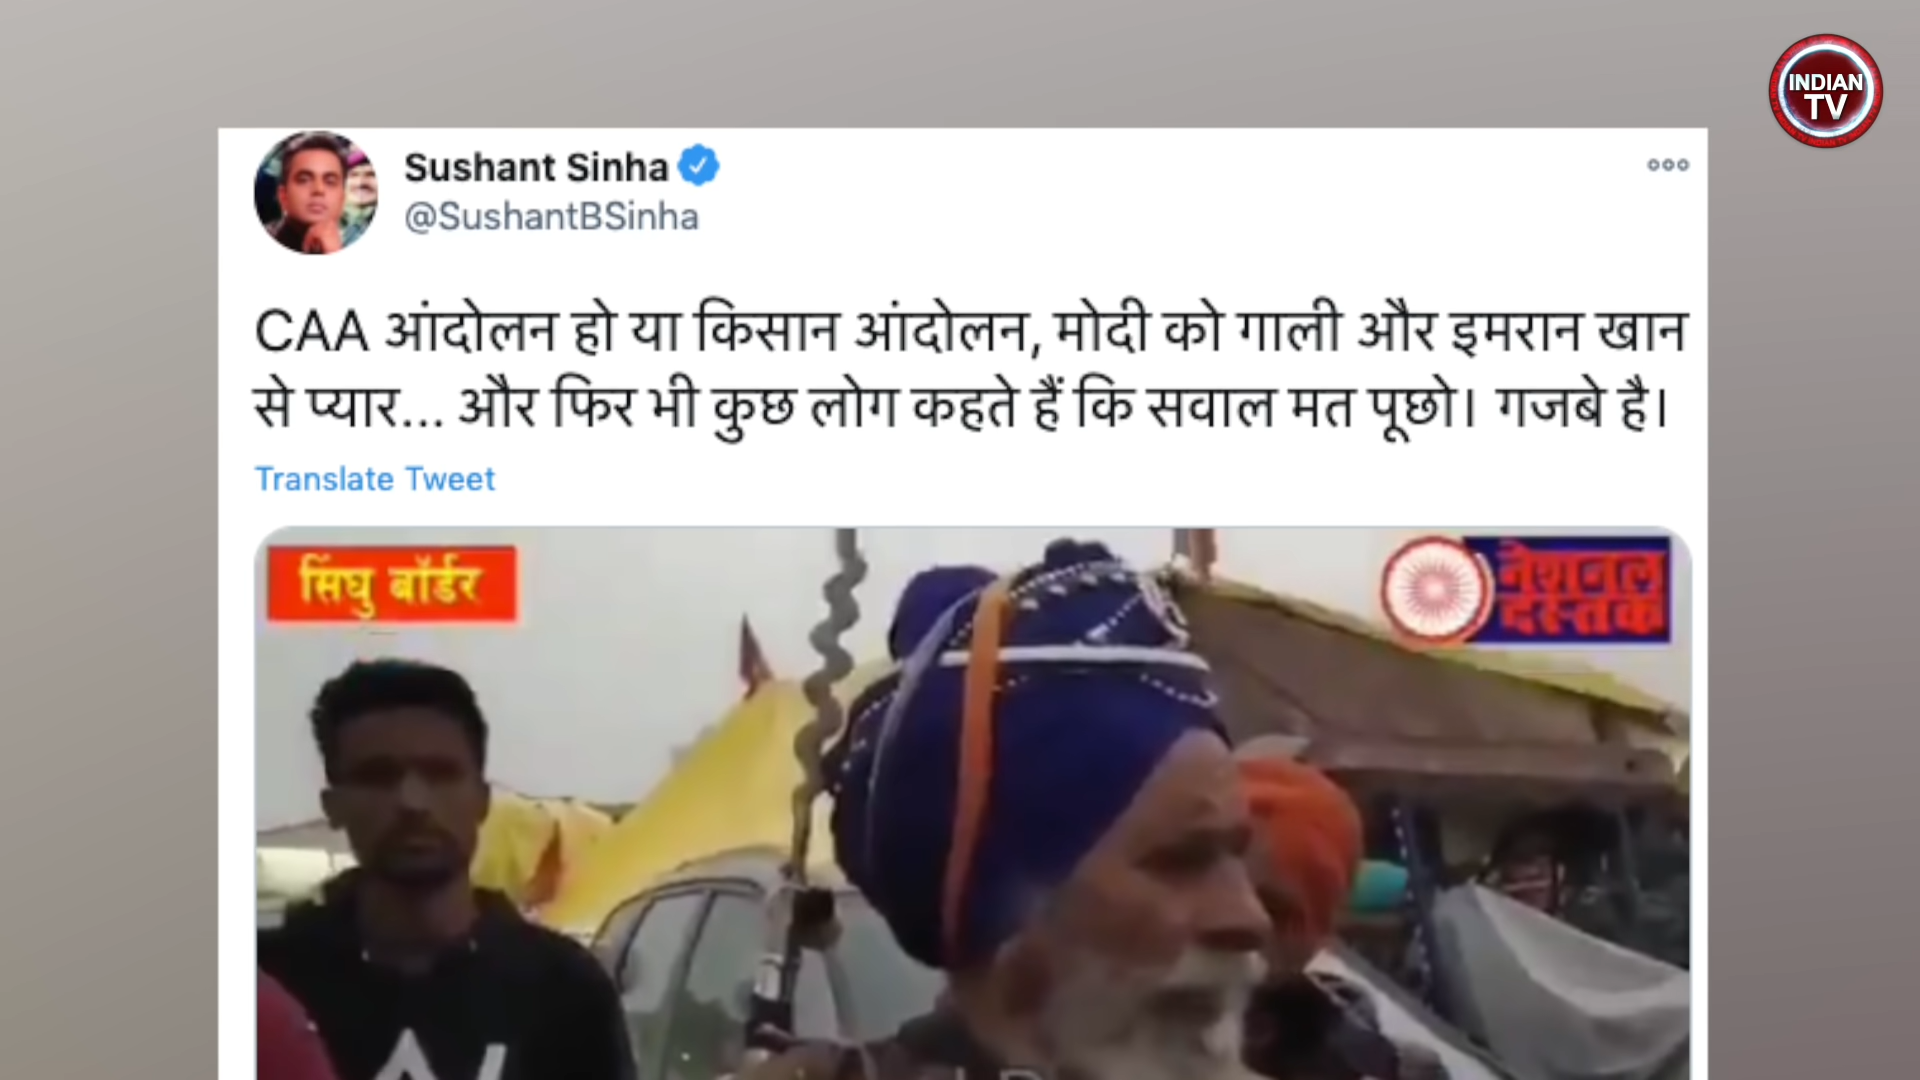 INDIAN
TV
Sushant Sinha
@SushantBSinha
CAA आंदोलन हो या किसान आंदोलन, मोदी को गाली और इमरान खान
से प्यार... और फिर भी कुछ लोग कहते हैं कि सवाल मत पूछो। गजबे है।
Translate Tweet
सिंघु बॉर्डर
नेशनल
दस्तक